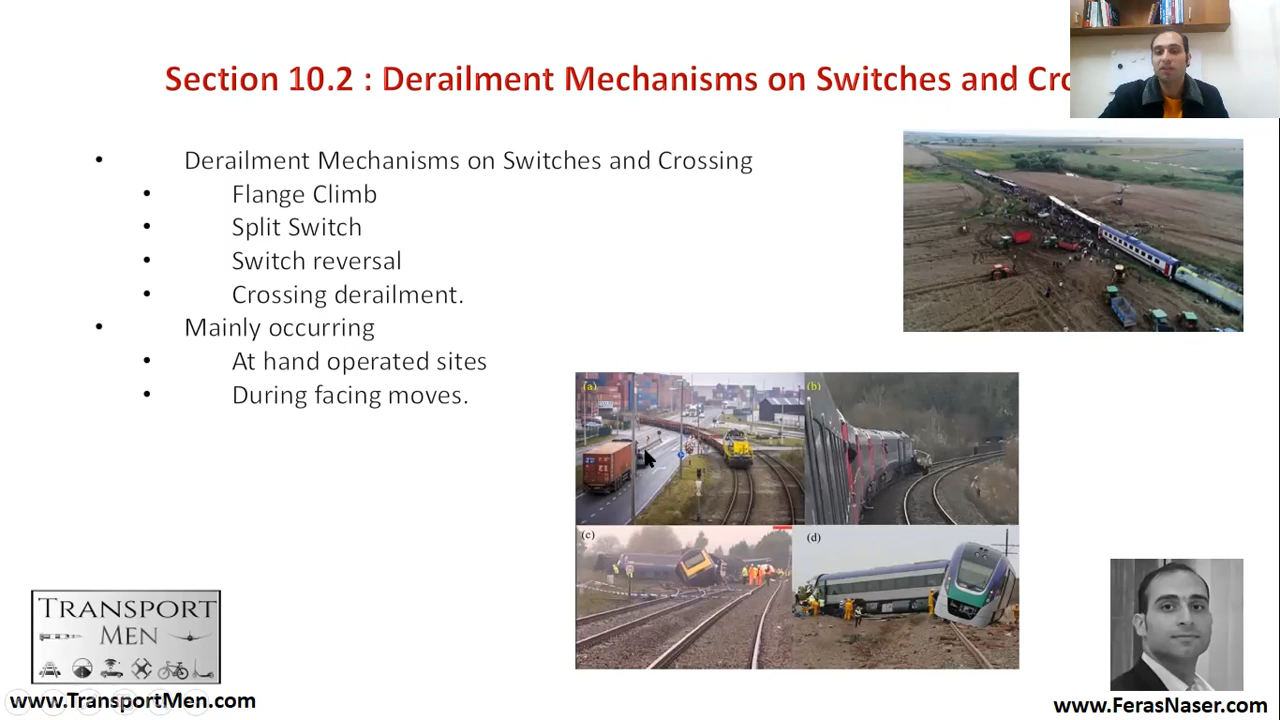 Section 10.2 : Derailment Mechanisms on Switches and Cro
• Derailment Mechanisms on Switches and Crossing
• Flange Climb
• Split Switch
• Switch reversal
• Crossing derailment.
• Mainly occurring
• At hand operated sites
• During facing moves.
(a)
(b)
(c)
(d)
TRANSPORT
MEN
www.TransportMen.com
www.FerasNaser.com